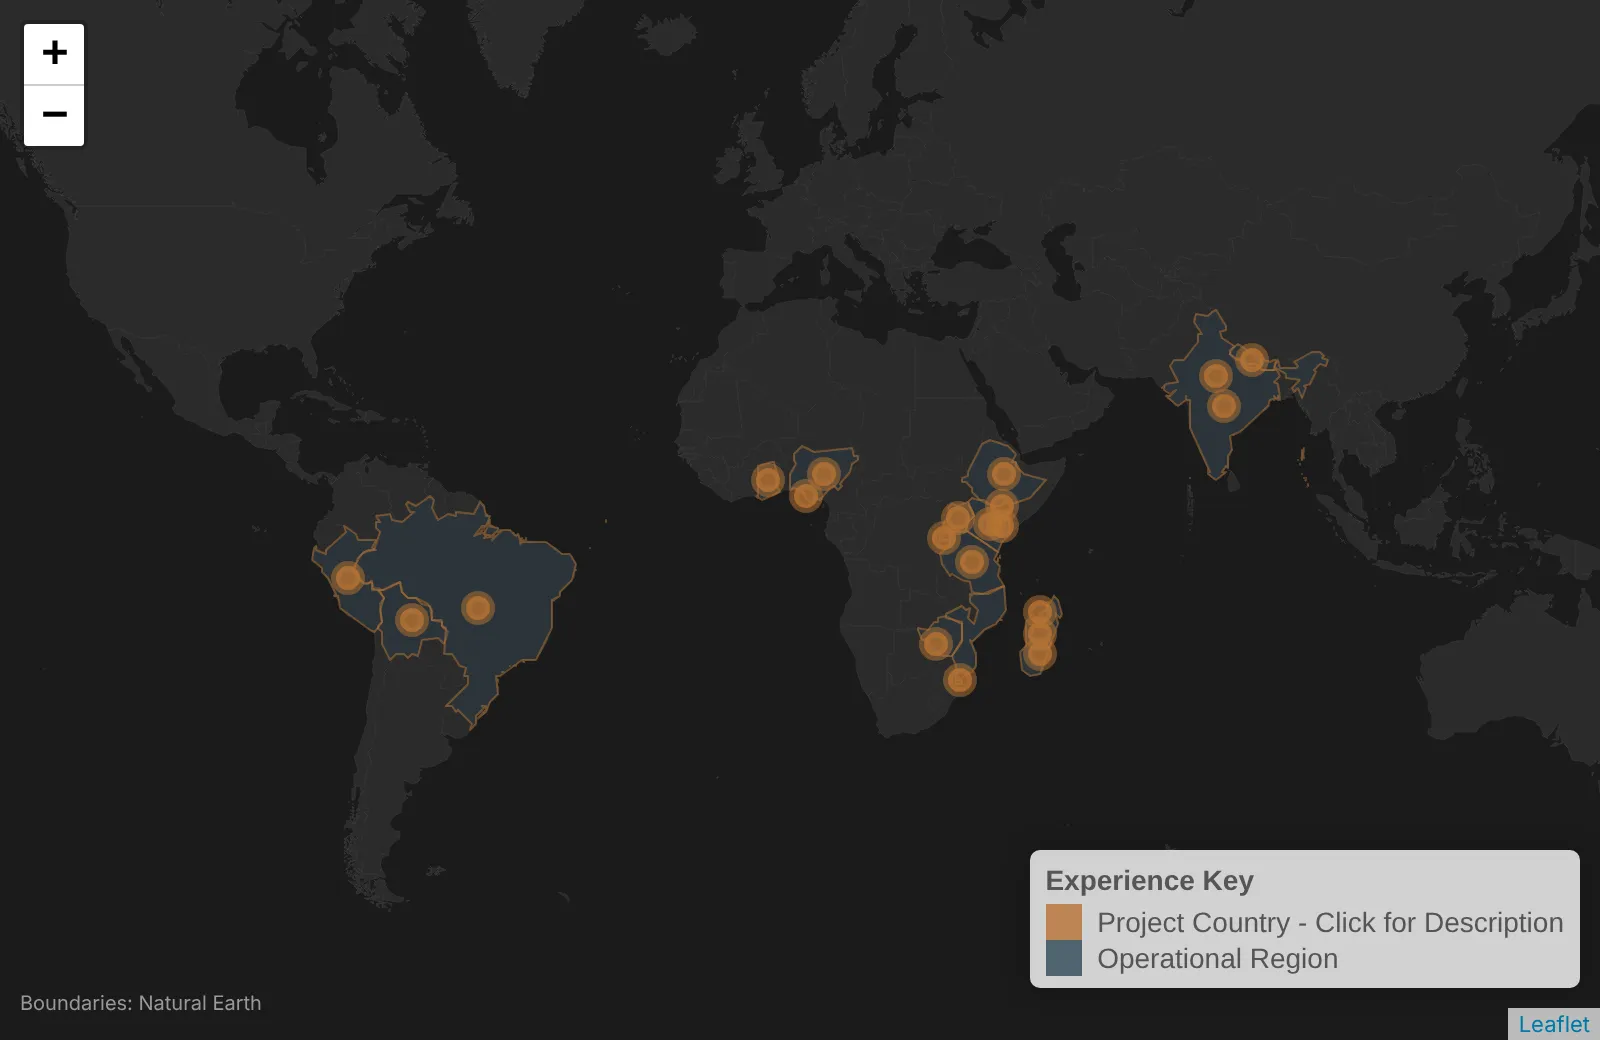 +
−
Experience Key
Project Country - Click for Description
Operational Region
Boundaries: Natural Earth
Leaflet